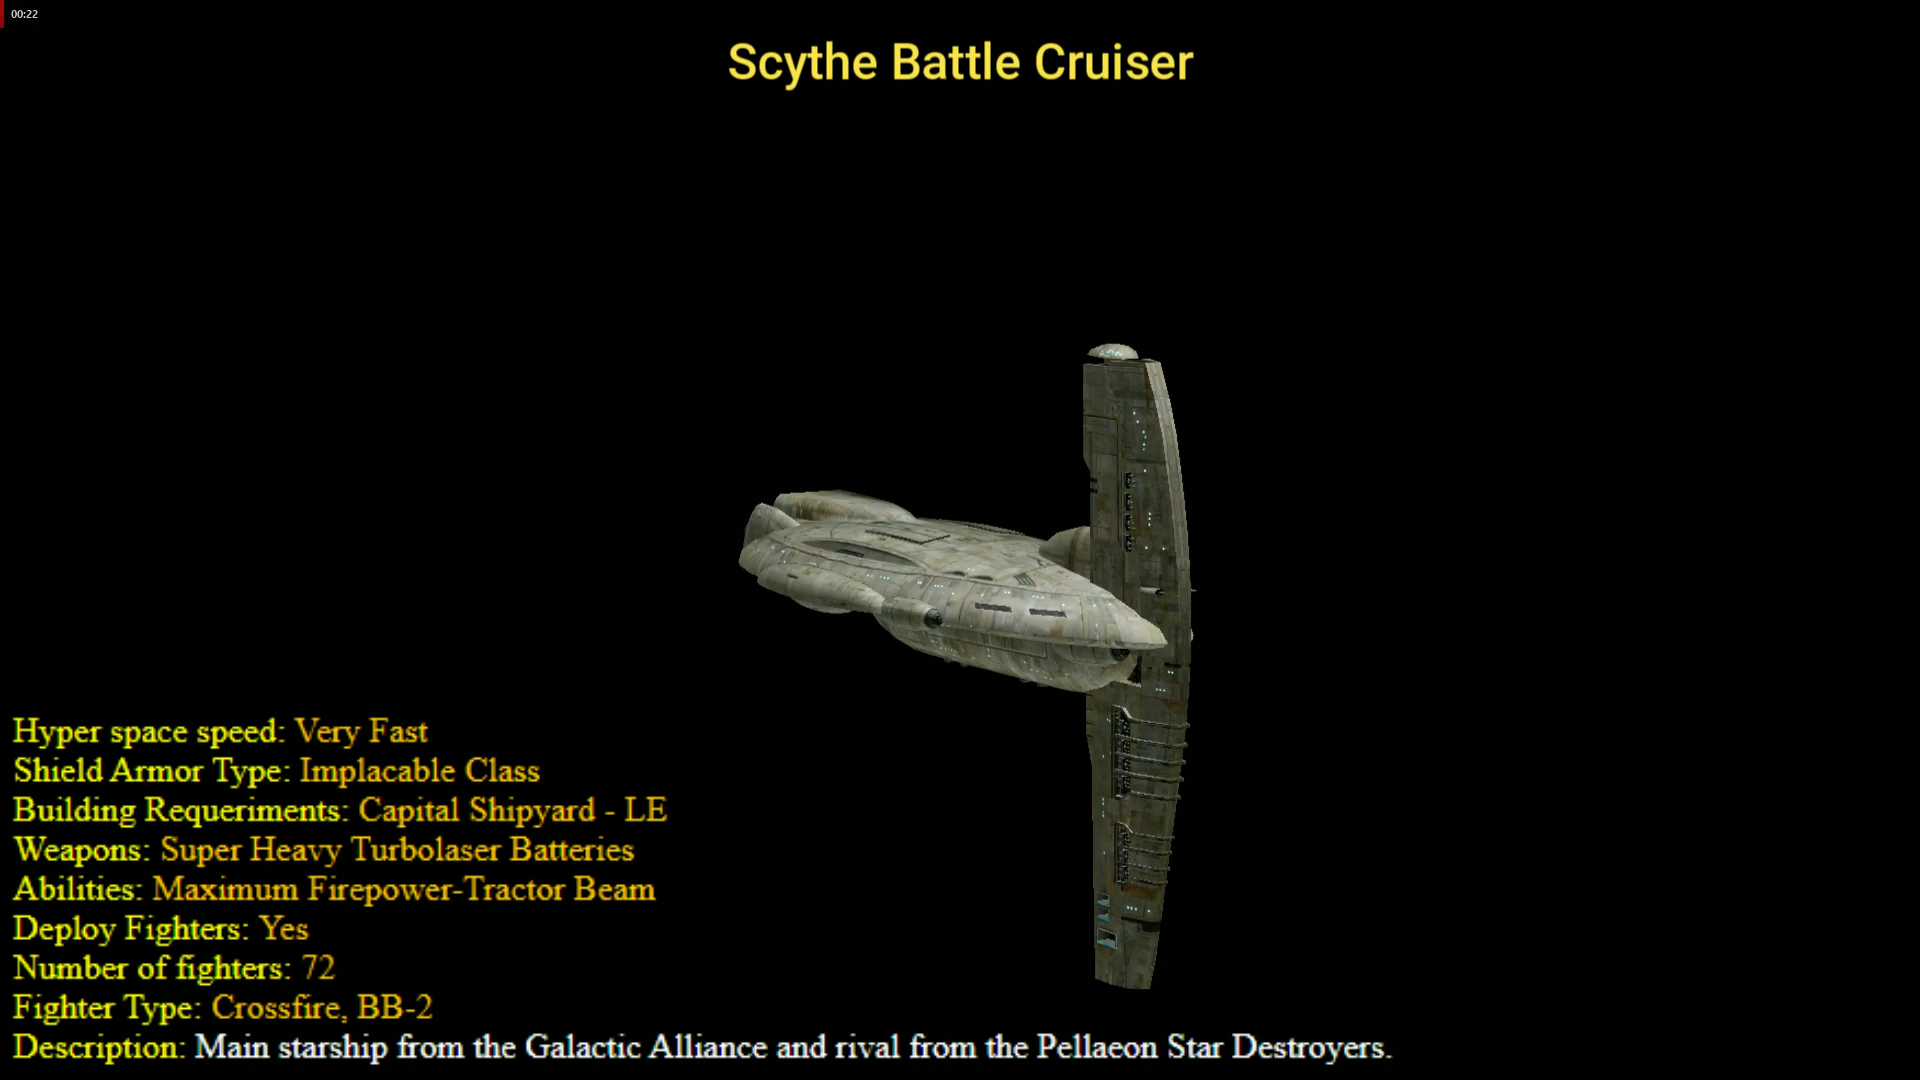 00:22
Scythe Battle Cruiser
Hyper space speed: Very Fast
Shield Armor Type: Implacable Class
Building Requeriments: Capital Shipyard - LE
Weapons: Super Heavy Turbolaser Batteries
Abilities: Maximum Firepower-Tractor Beam
Deploy Fighters: Yes
Number of fighters: 72
Fighter Type: Crossfire, BB-2
Description: Main starship from the Galactic Alliance and rival from the Pellaeon Star Destroyers.